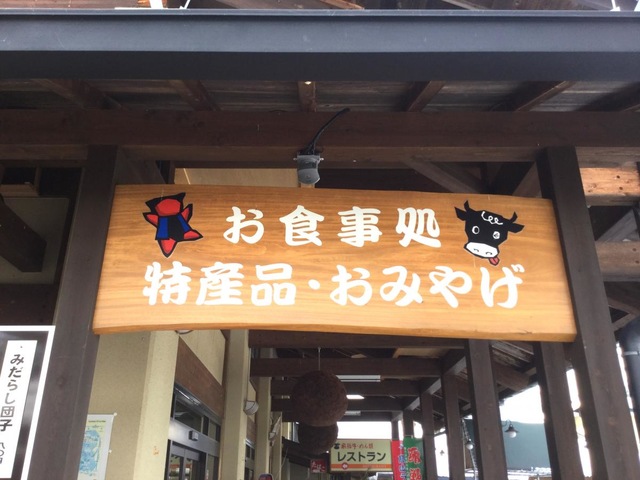 お食事処
特産品・おみやげ
みだらし団子
レストラン